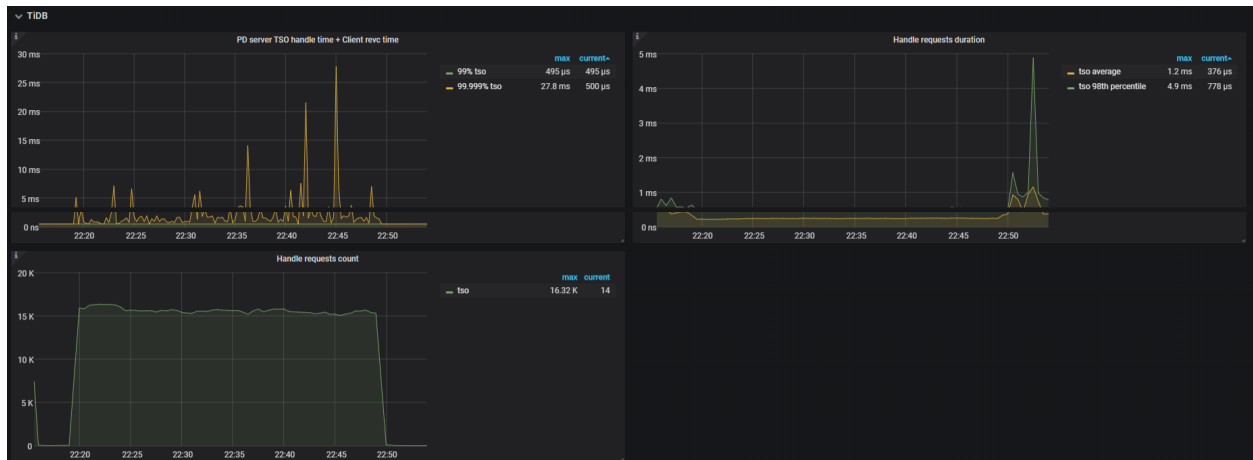 TiDB
PD server TSO handle time + Client revc time
30 ms
25 ms
20 ms
15 ms
10 ms
5 ms
0 ns
22:20 22:25 22:30 22:35 22:40 22:45 22:50
max current
99% tso 495 µs 495 µs
99.999% tso 27.8 ms 500 µs
Handle requests duration
5 ms
4 ms
3 ms
2 ms
1 ms
0 ns
22:20 22:25 22:30 22:35 22:40 22:45 22:50
max current
tso average 1.2 ms 376 µs
tso 98th percentile 4.9 ms 778 µs
Handle requests count
20 K
15 K
10 K
5 K
0
22:20 22:25 22:30 22:35 22:40 22:45 22:50
max current
tso 16.32 K 14